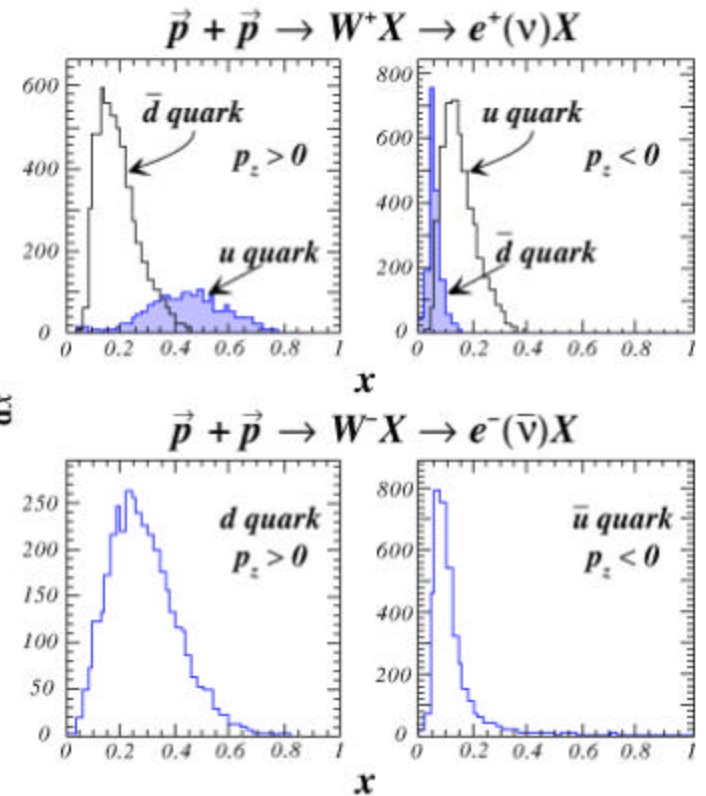 p⃗ + p⃗ → W⁺X → e⁺(ν)X
600
400
200
0
d̄ quark
p_z > 0
u quark
0 0.2 0.4 0.6 0.8 1
800
600
400
200
0
u quark
p_z < 0
d̄ quark
0 0.2 0.4 0.6 0.8 1
x
p⃗ + p⃗ → W⁻X → e⁻(ν̄)X
250
200
150
100
50
0
d quark
p_z > 0
0 0.2 0.4 0.6 0.8 1
800
600
400
200
0
ū quark
p_z < 0
0 0.2 0.4 0.6 0.8 1
x